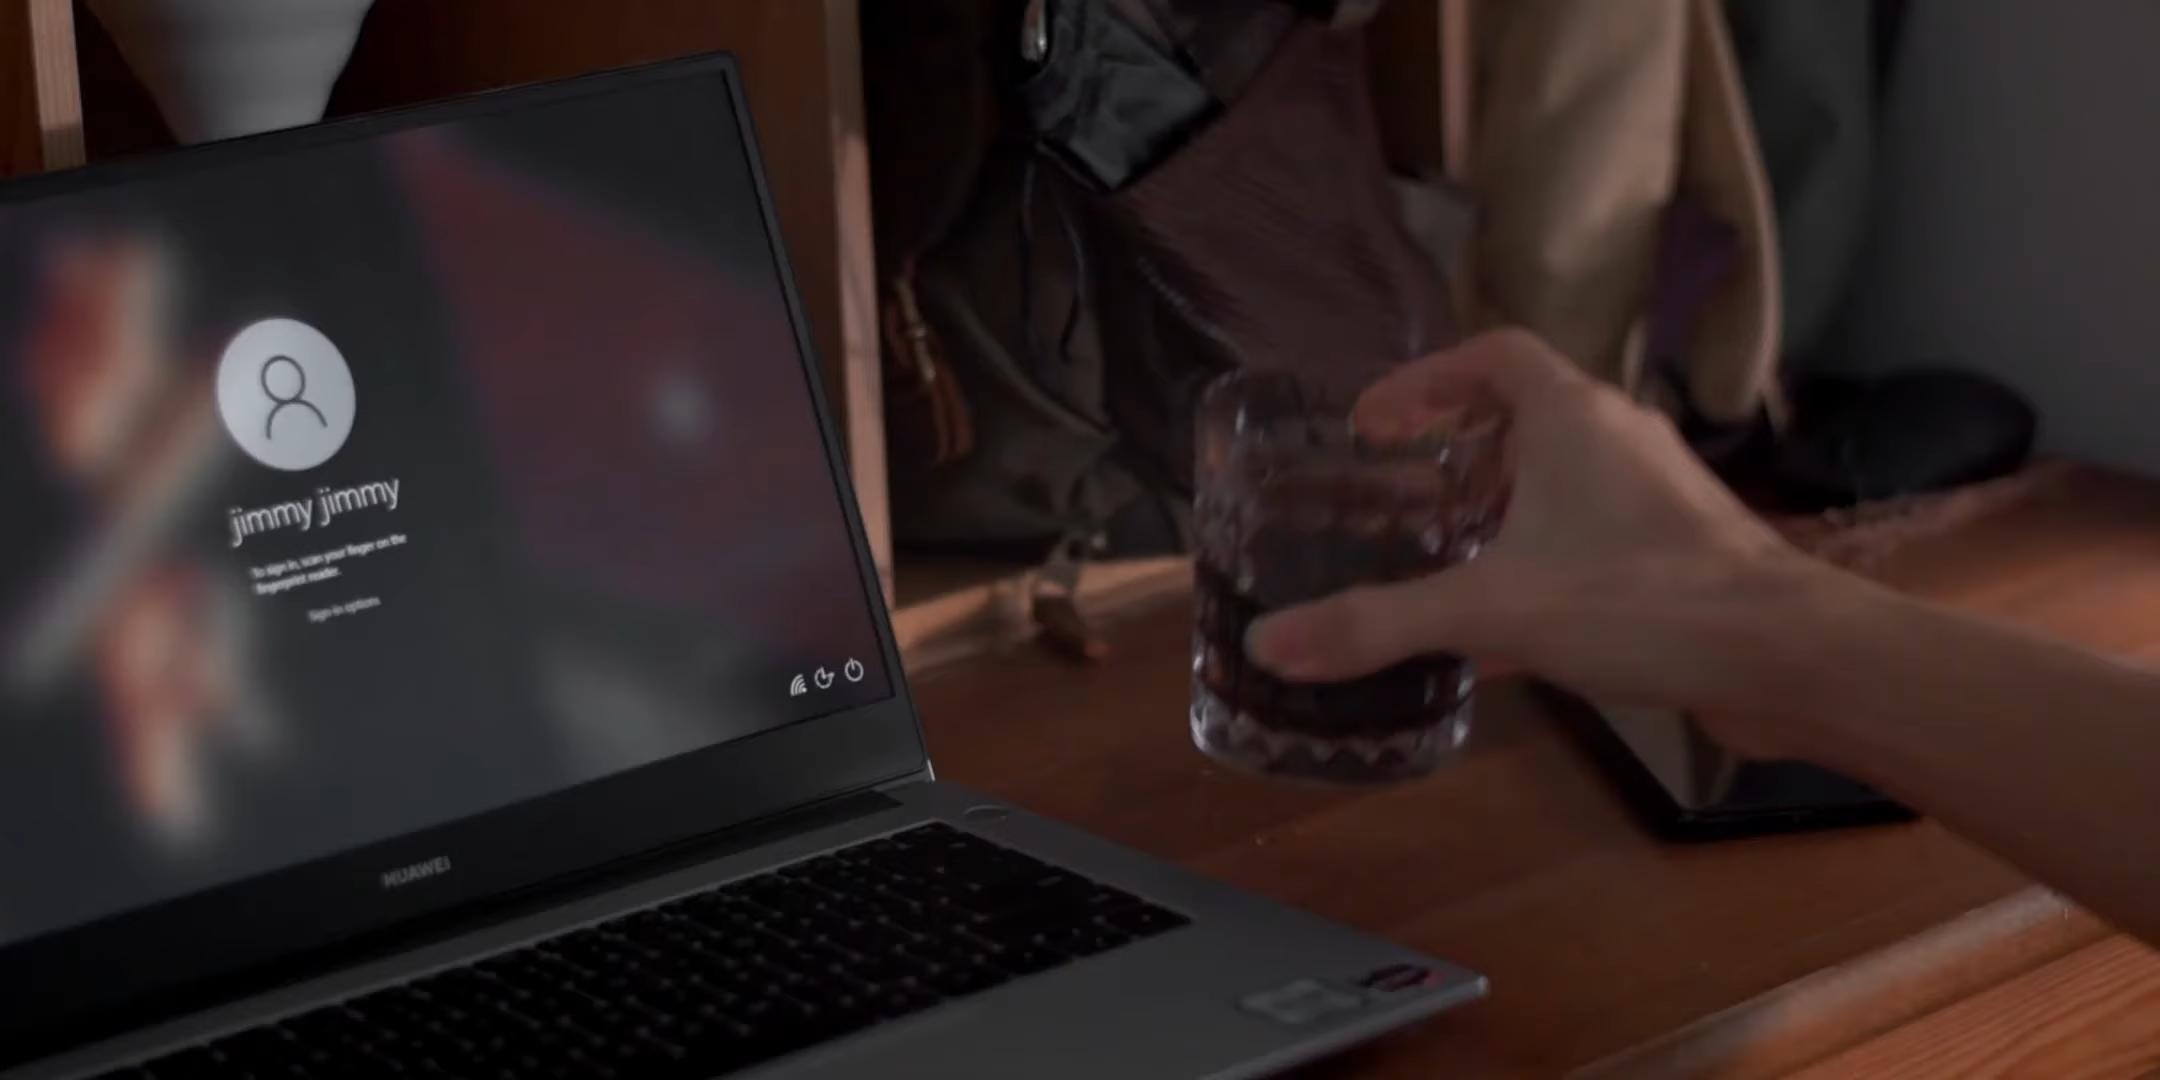 jimmy jimmy
To sign in, scan your finger on the
fingerprint reader.
Sign-in options
HUAWEI